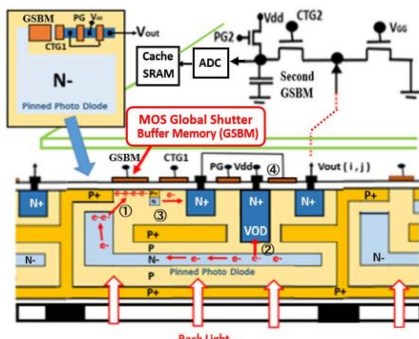 GSBM
PG
Vdd
Vout
CTG1
N-
Pinned Photo Diode
Vdd
CTG2
PG2
VGG
Cache
SRAM
ADC
Second
GSBM
MOS Global Shutter
Buffer Memory (GSBM)
GSBM
CTG1
PG
Vdd
④
Vout ( i , j )
P+
①
P+
N
e-
③
N+
N+
VOD
N+
P+
N+
e-e-
②
P+
P
N-
N-
e-
e-
e-
e-
Pinned Photo Diode
N-
P
P+
P+
Back Light